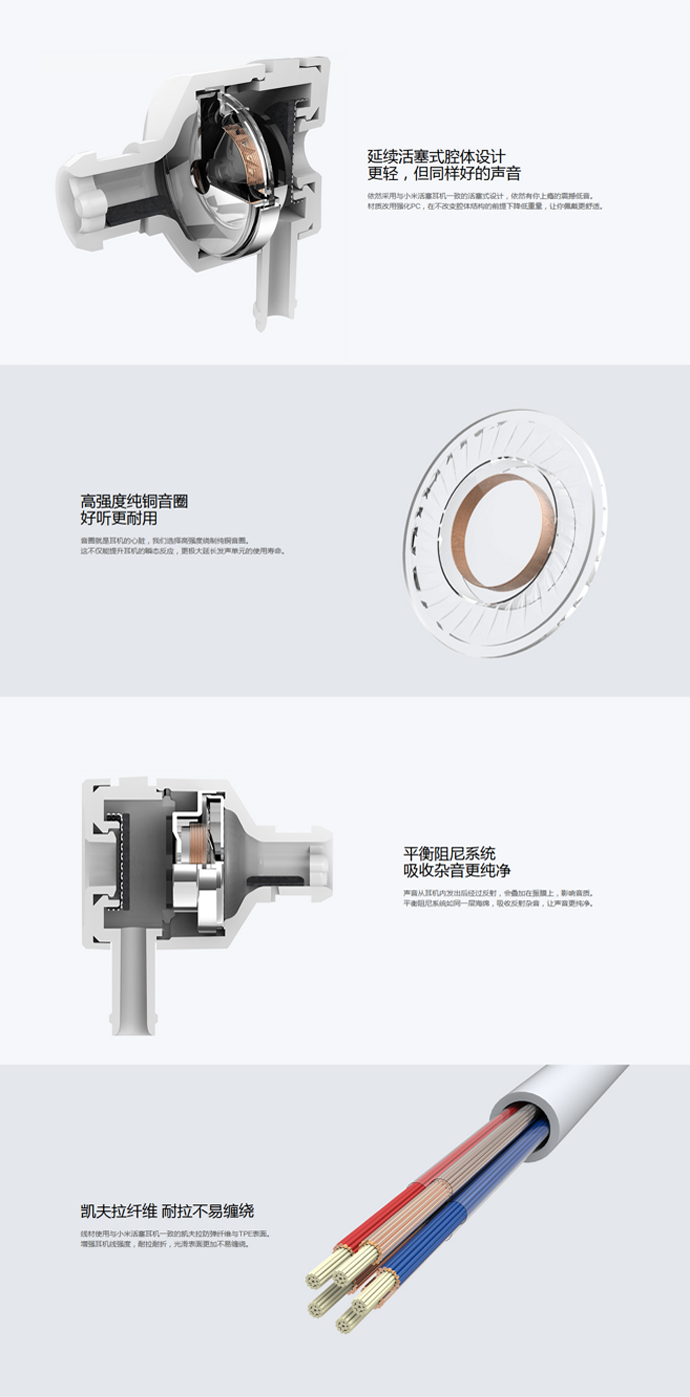 延续活塞式腔体设计
更轻，但同样好的声音
依然采用与小米活塞耳机一致的活塞式设计，依然有你上瘾的震撼低音。
材质改用强化PC，在不改变腔体结构的前提下降低重量，让你佩戴更舒适。
高强度纯铜音圈
好听更耐用
音圈就是耳机的心脏，我们选择高强度绕制纯铜音圈。
这不仅能提升耳机的瞬态反应，更极大延长发声单元的使用寿命。
平衡阻尼系统
吸收杂音更纯净
声音从耳机内发出后经过反射，会叠加在振膜上，影响音质。
平衡阻尼系统如同一层海绵，吸收反射杂音，让声音更纯净。
凯夫拉纤维 耐拉不易缠绕
线材使用与小米活塞耳机一致的凯夫拉防弹纤维与TPE表面。
增强耳机线强度，耐拉耐折，光滑表面更加不易缠绕。